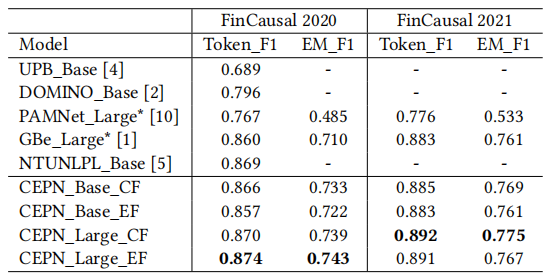 FinCausal 2020 FinCausal 2021
Model Token_F1 EM_F1 Token_F1 EM_F1
UPB_Base [4] 0.689 - - -
DOMINO_Base [2] 0.796 - - -
PAMNet_Large* [10] 0.767 0.485 0.776 0.533
GBe_Large* [1] 0.860 0.710 0.883 0.761
NTUNLPL_Base [5] 0.869 - - -
CEPN_Base_CF 0.866 0.733 0.885 0.769
CEPN_Base_EF 0.857 0.722 0.883 0.761
CEPN_Large_CF 0.870 0.739 0.892 0.775
CEPN_Large_EF 0.874 0.743 0.891 0.767